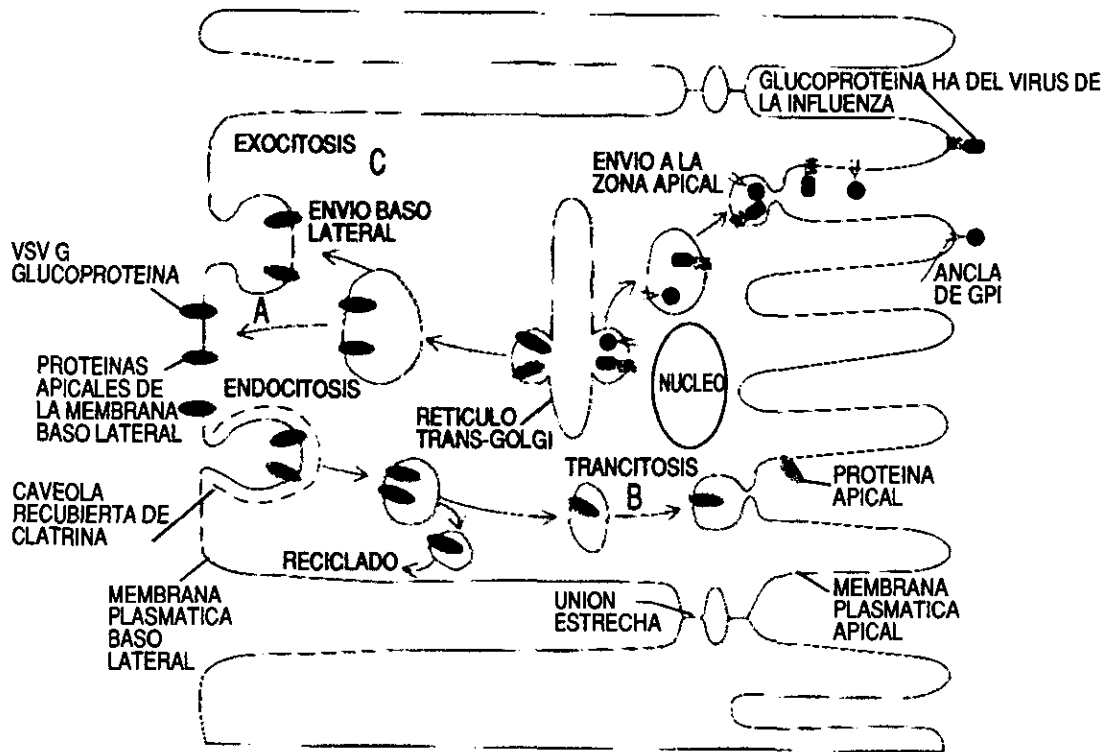 GLUCOPROTEINA HA DEL VIRUS DE
LA INFLUENZA
EXOCITOSIS
C
ENVIO A LA
ZONA APICAL
ENVIO BASO
LATERAL
VSV G
GLUCOPROTEINA
A
ANCLA
DE GPI
PROTEINAS
APICALES DE
LA MEMBRANA
BASO LATERAL
ENDOCITOSIS
NUCLEO
RETICULO
TRANS-GOLGI
TRANCITOSIS
B
PROTEINA
APICAL
CAVEOLA
RECUBIERTA DE
CLATRINA
RECICLADO
MEMBRANA
PLASMATICA
BASO
LATERAL
UNION
ESTRECHA
MEMBRANA
PLASMATICA
APICAL